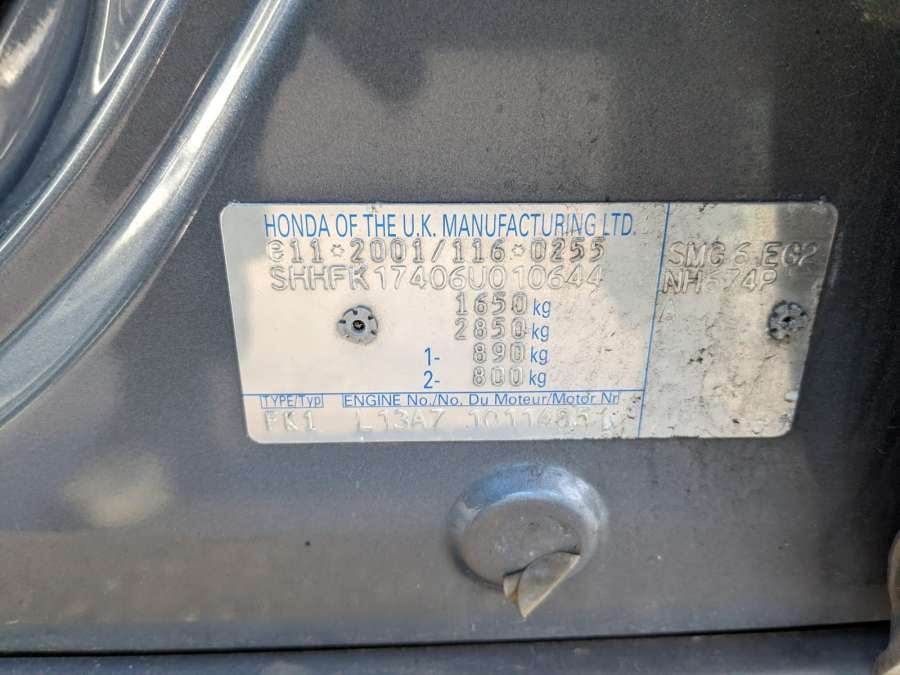 HONDA OF THE U.K. MANUFACTURING LTD.
e11*2001/116*0255
SHHFK17406U010644
1650 kg
2850 kg
1- 890 kg
2- 800 kg
SMG 6.EG2
NH674P
TYPE/Typ ENGINE No./No. Du Moteur/Motor Nr
FK1 L13A7